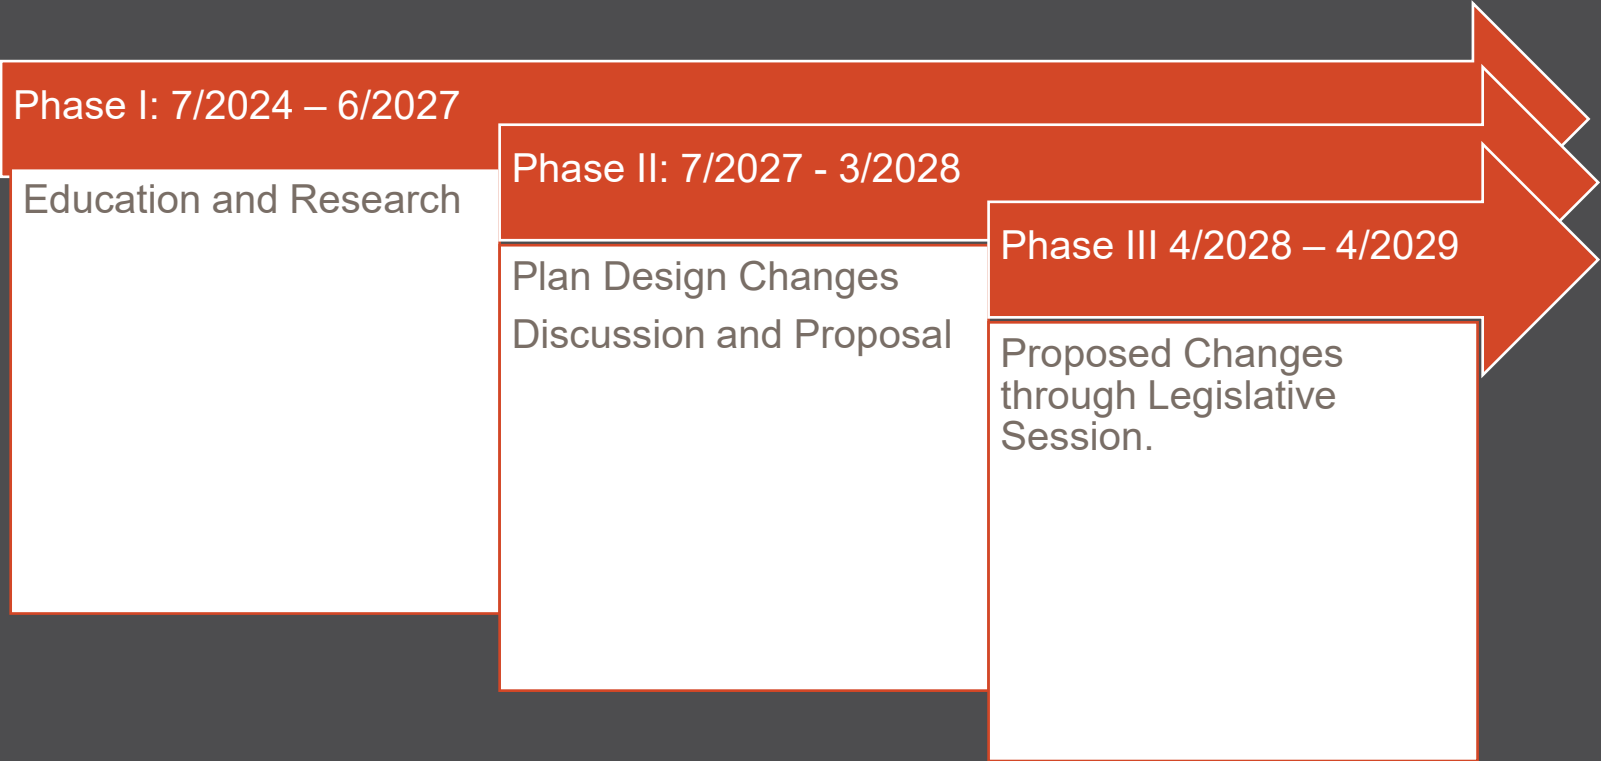 Phase I: 7/2024 – 6/2027
Education and Research
Phase II: 7/2027 - 3/2028
Plan Design Changes
Discussion and Proposal
Phase III 4/2028 – 4/2029
Proposed Changes
through Legislative
Session.